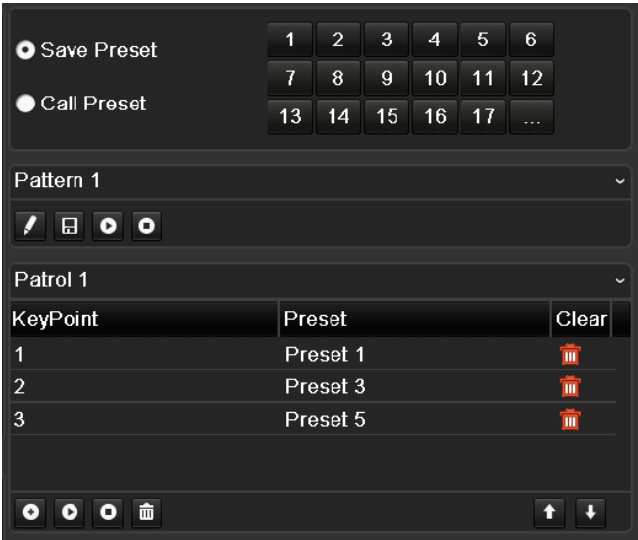 Save Preset
Call Preset
1 2 3 4 5 6
7 8 9 10 11 12
13 14 15 16 17 ...
Pattern 1
Patrol 1
KeyPoint Preset Clear
1 Preset 1
2 Preset 3
3 Preset 5